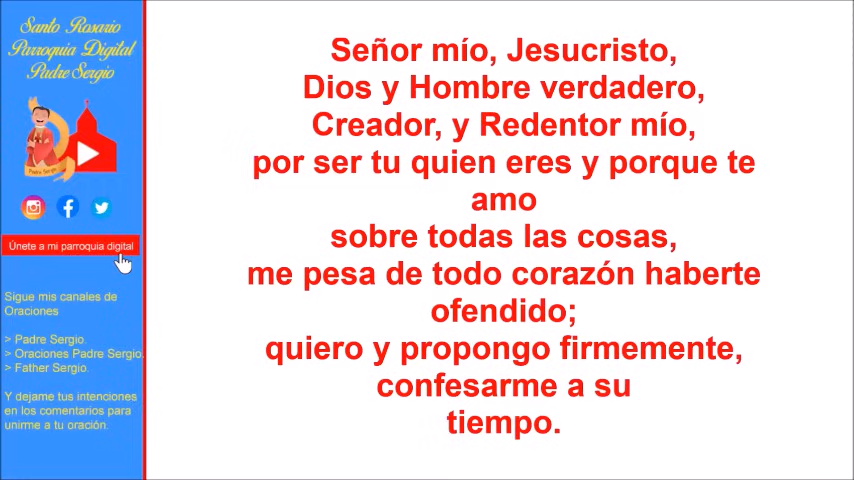 Santo Rosario
Parroquia Digital
Padre Sergio
Padre Sergio
Únete a mi parroquia digital
Sigue mis canales de
Oraciones
> Padre Sergio.
> Oraciones Padre Sergio.
> Father Sergio.
Y dejame tus intenciones
en los comentarios para
unirme a tu oración.
Señor mío, Jesucristo,
Dios y Hombre verdadero,
Creador, y Redentor mío,
por ser tu quien eres y porque te
amo
sobre todas las cosas,
me pesa de todo corazón haberte
ofendido;
quiero y propongo firmemente,
confesarme a su
tiempo.